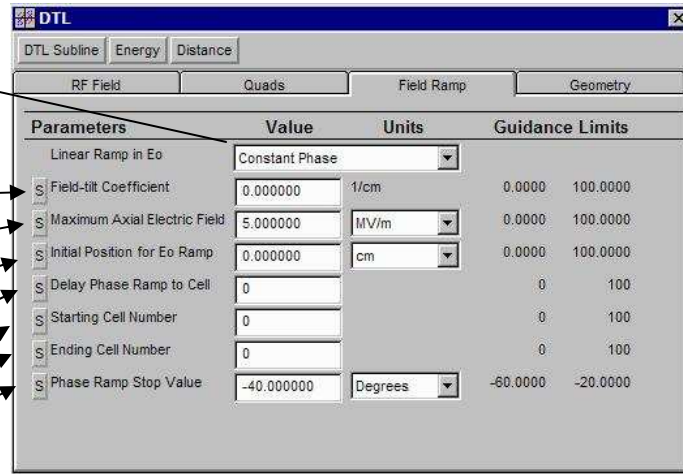 DTL
DTL Subline Energy Distance
RF Field Quads Field Ramp Geometry
Parameters Value Units Guidance Limits
Linear Ramp in Eo Constant Phase
S Field-tilt Coefficient 0.000000 1/cm 0.0000 100.0000
S Maximum Axial Electric Field 5.000000 MV/m 0.0000 100.0000
S Initial Position for Eo Ramp 0.000000 cm 0.0000 100.0000
S Delay Phase Ramp to Cell 0 0 100
S Starting Cell Number 0 0 100
S Ending Cell Number 0 0 100
S Phase Ramp Stop Value -40.000000 Degrees -60.0000 -20.0000